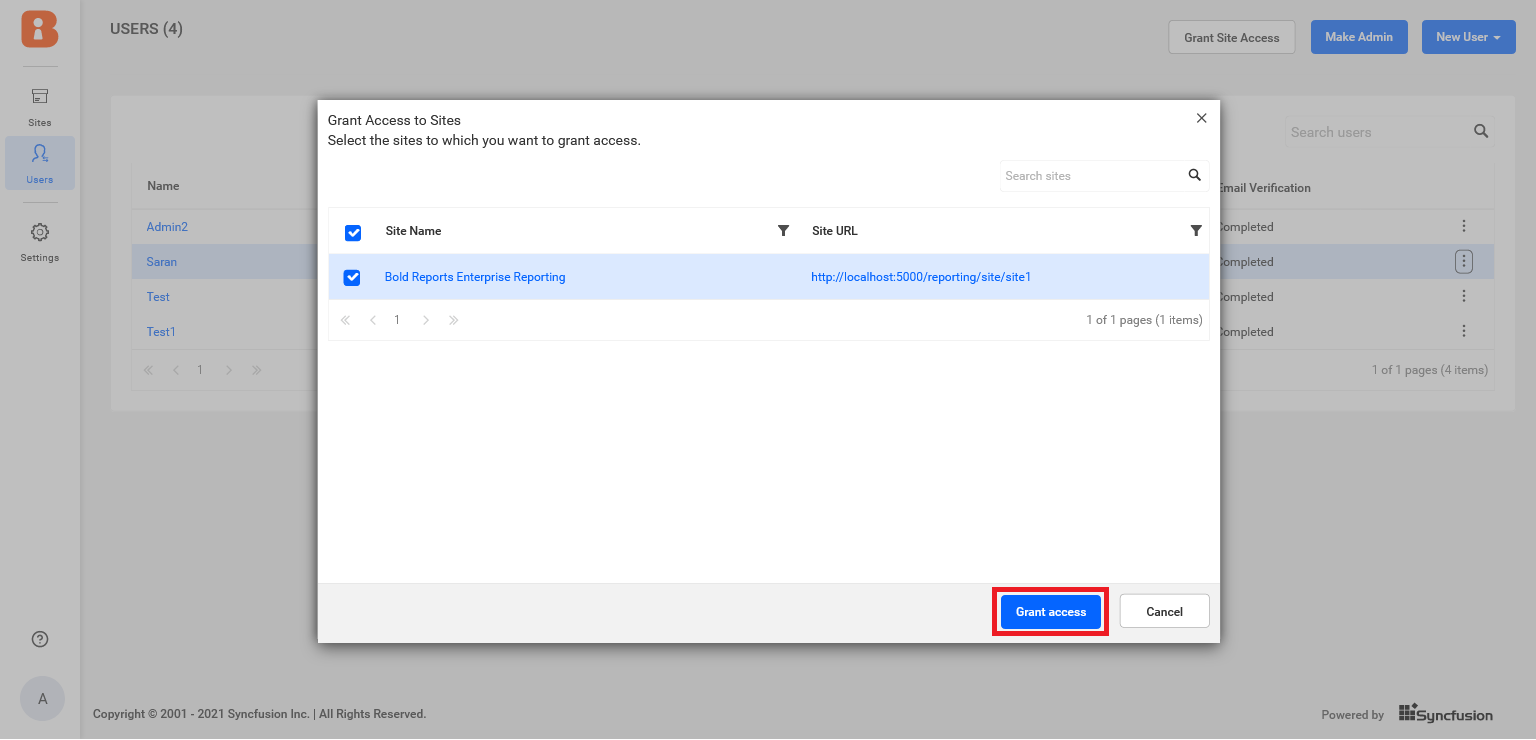 USERS (4)
Grant Site Access
Make Admin
New User
Sites
Users
Settings
A
Search users
Name
Email Verification
Admin2
Completed
Saran
Completed
Test
Completed
Test1
Completed
1
1 of 1 pages (4 items)
Grant Access to Sites
Select the sites to which you want to grant access.
Search sites
Site Name
Site URL
Bold Reports Enterprise Reporting
http://localhost:5000/reporting/site/site1
1
1 of 1 pages (1 items)
Grant access
Cancel
Copyright © 2001 - 2021 Syncfusion Inc. | All Rights Reserved.
Powered by
Syncfusion